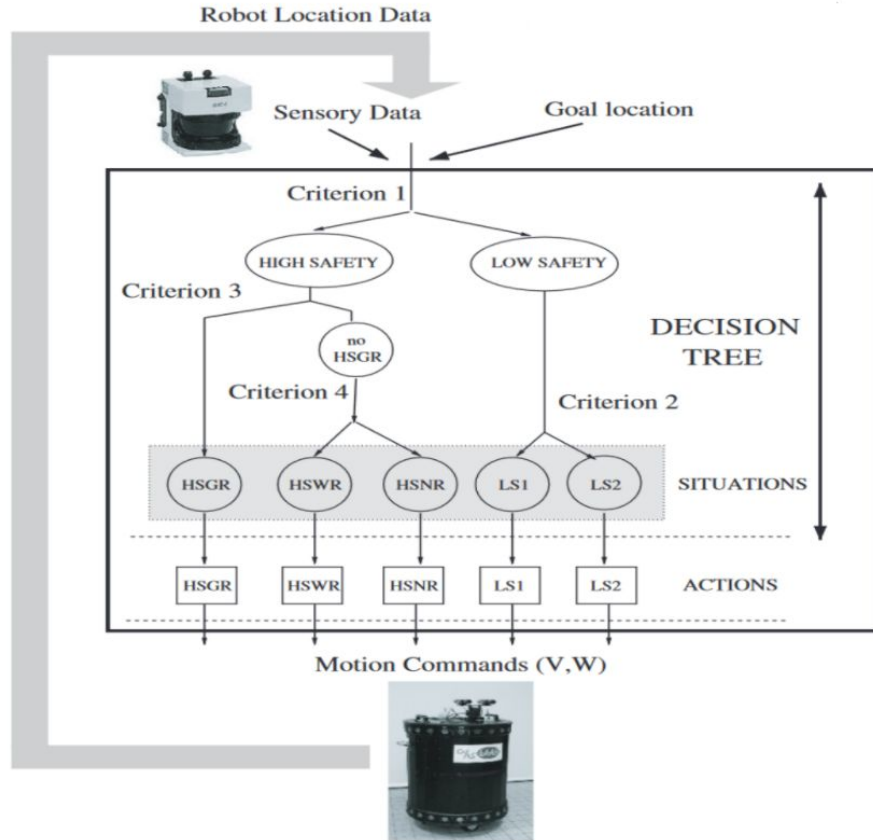 Robot Location Data
Sensory Data
Goal location
Criterion 1
HIGH SAFETY
LOW SAFETY
Criterion 3
no
HSGR
DECISION
TREE
Criterion 4
Criterion 2
HSGR HSWR HSNR LS1 LS2 SITUATIONS
HSGR HSWR HSNR LS1 LS2 ACTIONS
Motion Commands (V,W)